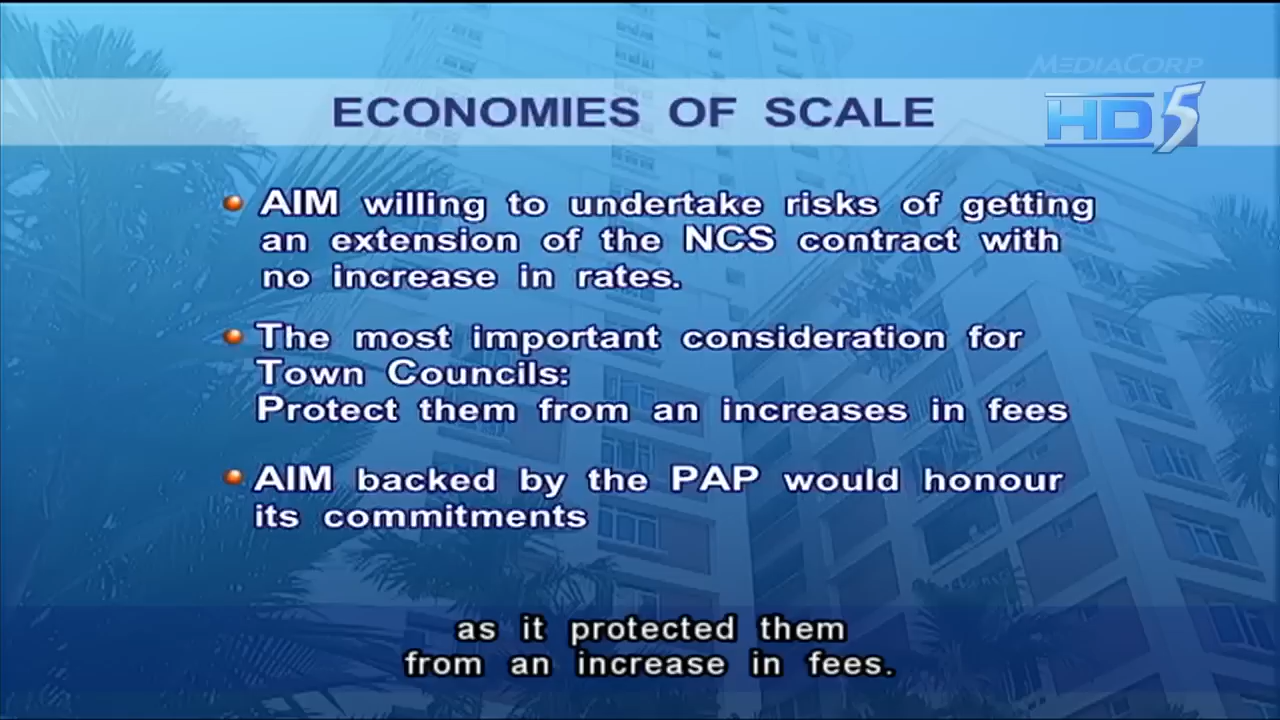 MEDIACORP
HD5
ECONOMIES OF SCALE
AIM willing to undertake risks of getting
an extension of the NCS contract with
no increase in rates.
The most important consideration for
Town Councils:
Protect them from an increases in fees
AIM backed by the PAP would honour
its commitments
as it protected them
from an increase in fees.